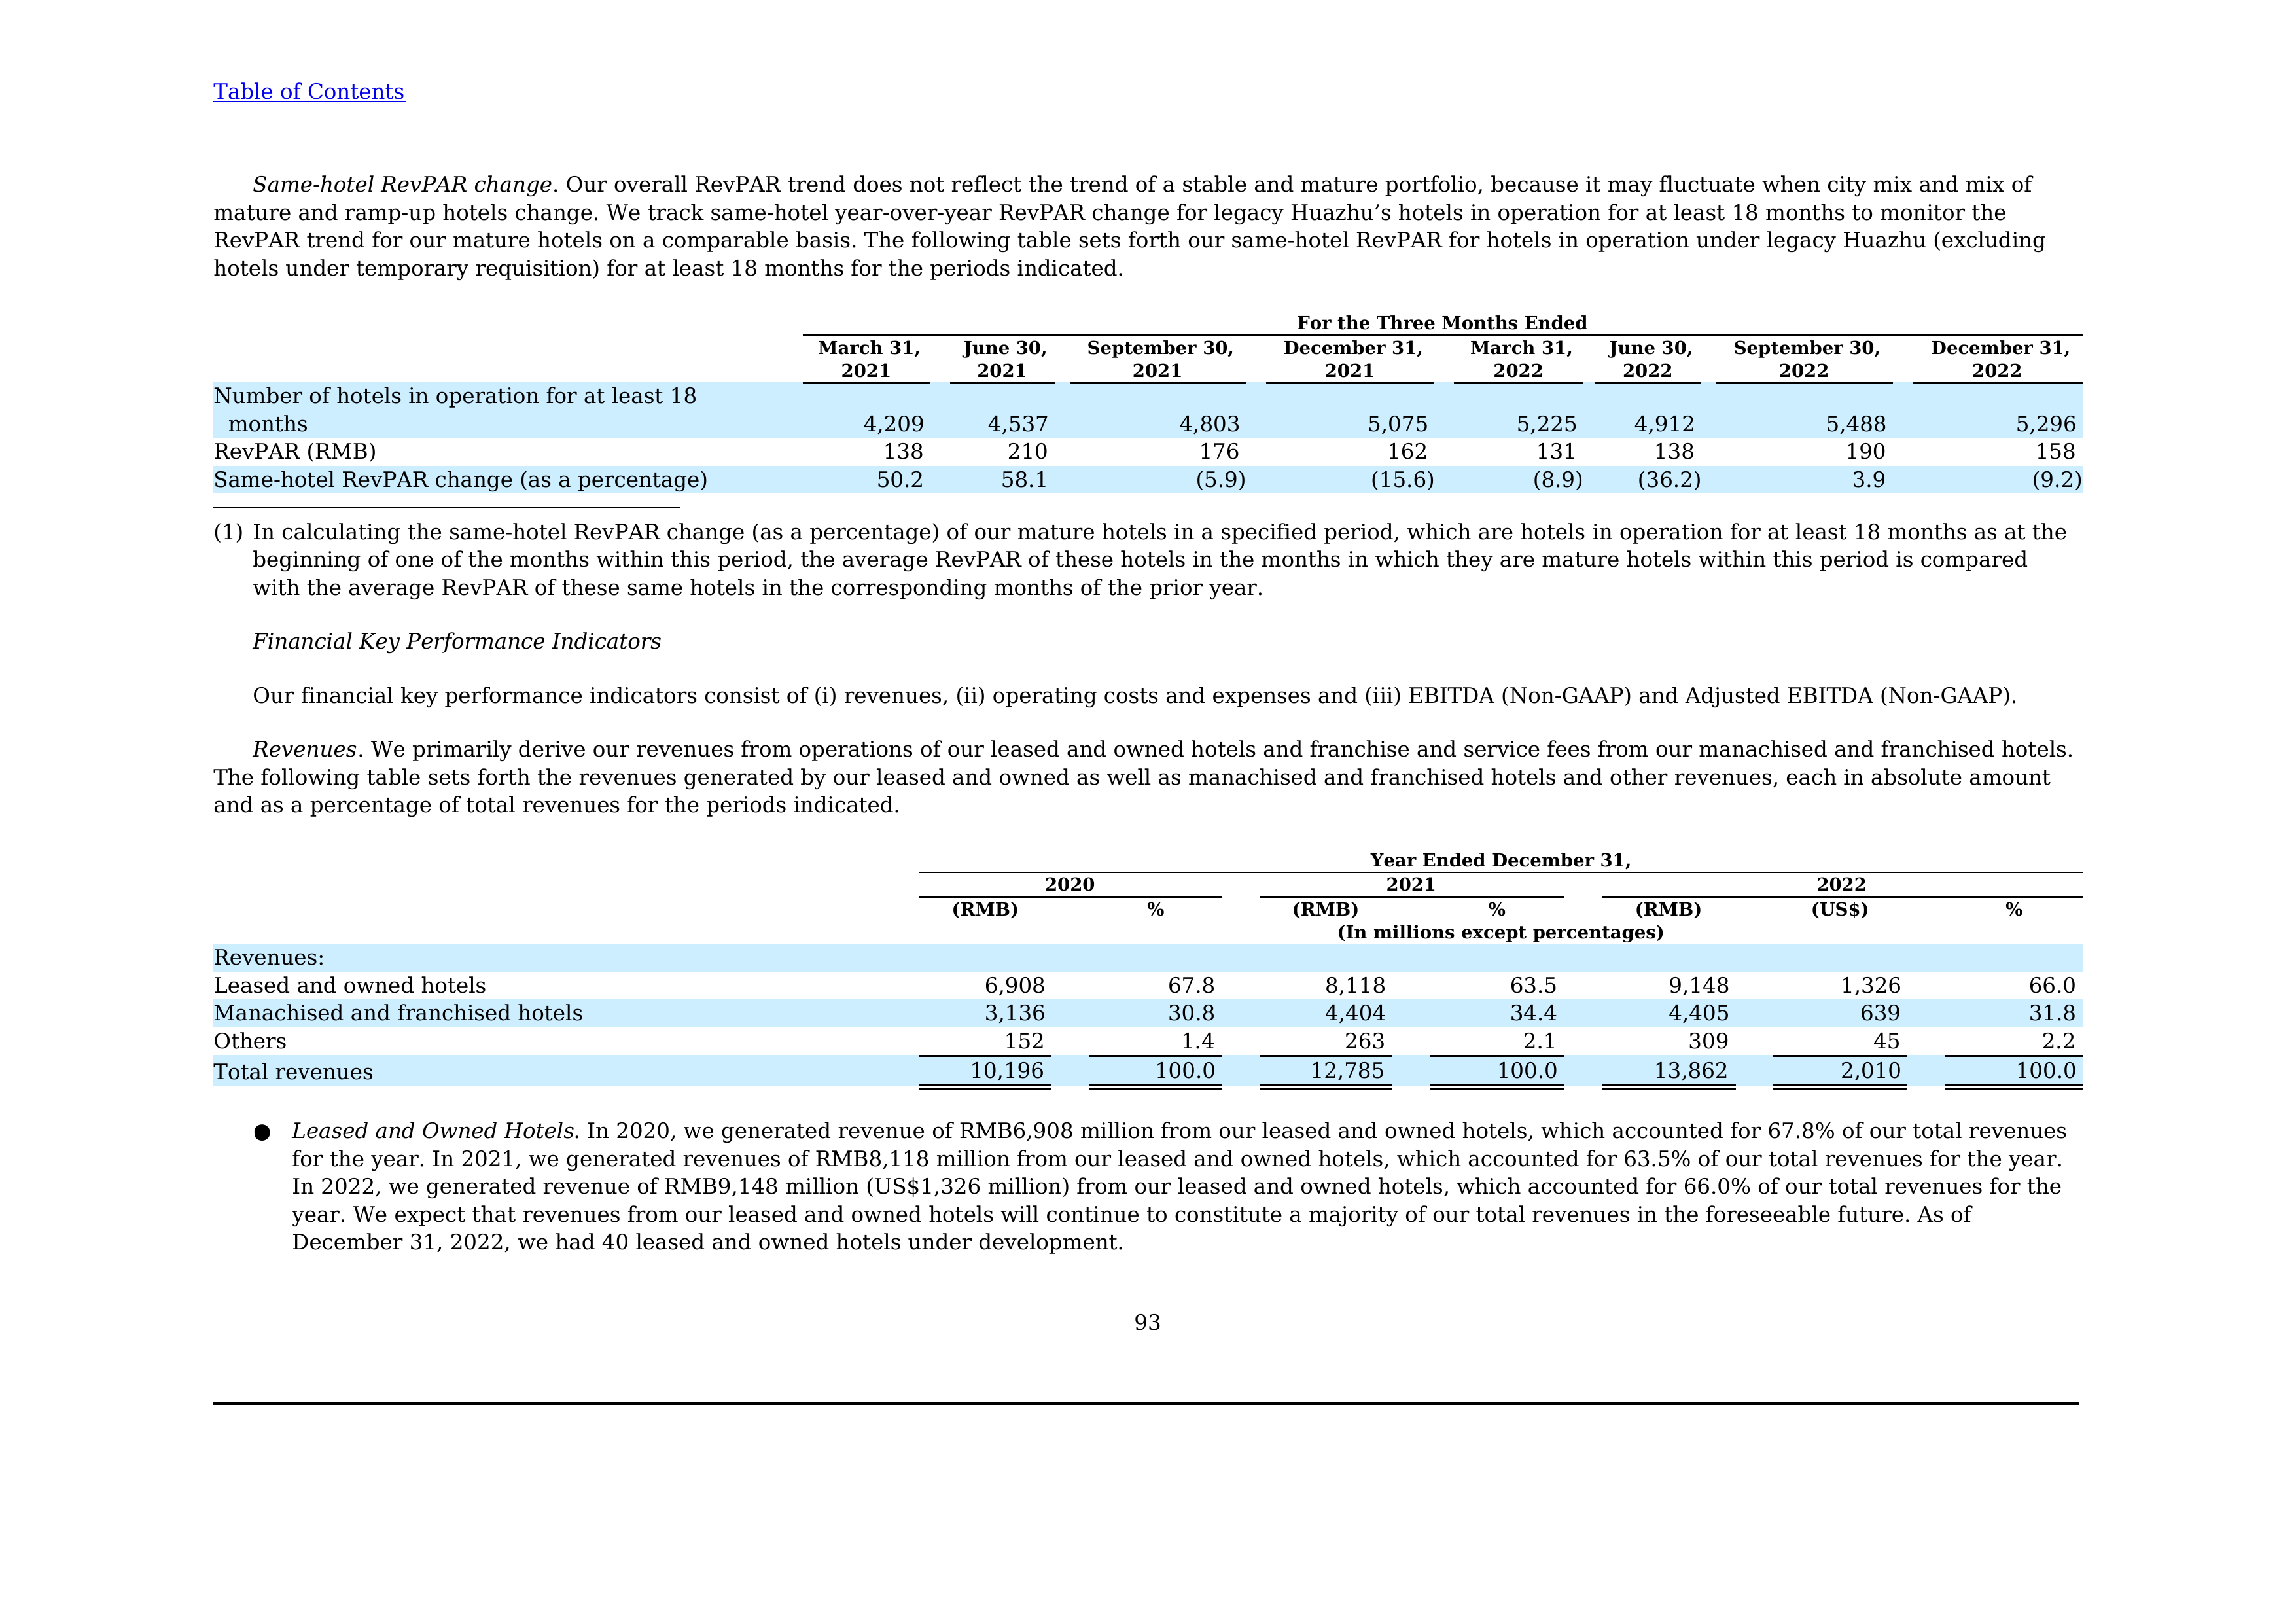 Table of Contents
Same-hotel RevPAR change. Our overall RevPAR trend does not reflect the trend of a stable and mature portfolio, because it may fluctuate when city mix and mix of
mature and ramp-up hotels change. We track same-hotel year-over-year RevPAR change for legacy Huazhu’s hotels in operation for at least 18 months to monitor the
RevPAR trend for our mature hotels on a comparable basis. The following table sets forth our same-hotel RevPAR for hotels in operation under legacy Huazhu (excluding
hotels under temporary requisition) for at least 18 months for the periods indicated.
For the Three Months Ended
March 31, June 30, September 30, December 31, March 31, June 30, September 30, December 31,
2021 2021 2021 2021 2022 2022 2022 2022
Number of hotels in operation for at least 18
months 4,209 4,537 4,803 5,075 5,225 4,912 5,488 5,296
RevPAR (RMB) 138 210 176 162 131 138 190 158
Same-hotel RevPAR change (as a percentage) 50.2 58.1 (5.9) (15.6) (8.9) (36.2) 3.9 (9.2)
(1) In calculating the same-hotel RevPAR change (as a percentage) of our mature hotels in a specified period, which are hotels in operation for at least 18 months as at the
beginning of one of the months within this period, the average RevPAR of these hotels in the months in which they are mature hotels within this period is compared
with the average RevPAR of these same hotels in the corresponding months of the prior year.
Financial Key Performance Indicators
Our financial key performance indicators consist of (i) revenues, (ii) operating costs and expenses and (iii) EBITDA (Non-GAAP) and Adjusted EBITDA (Non-GAAP).
Revenues. We primarily derive our revenues from operations of our leased and owned hotels and franchise and service fees from our manachised and franchised hotels.
The following table sets forth the revenues generated by our leased and owned as well as manachised and franchised hotels and other revenues, each in absolute amount
and as a percentage of total revenues for the periods indicated.
Year Ended December 31,
2020 2021 2022
(RMB) % (RMB) % (RMB) (US$) %
(In millions except percentages)
Revenues:
Leased and owned hotels 6,908 67.8 8,118 63.5 9,148 1,326 66.0
Manachised and franchised hotels 3,136 30.8 4,404 34.4 4,405 639 31.8
Others 152 1.4 263 2.1 309 45 2.2
Total revenues 10,196 100.0 12,785 100.0 13,862 2,010 100.0
● Leased and Owned Hotels. In 2020, we generated revenue of RMB6,908 million from our leased and owned hotels, which accounted for 67.8% of our total revenues
for the year. In 2021, we generated revenues of RMB8,118 million from our leased and owned hotels, which accounted for 63.5% of our total revenues for the year.
In 2022, we generated revenue of RMB9,148 million (US$1,326 million) from our leased and owned hotels, which accounted for 66.0% of our total revenues for the
year. We expect that revenues from our leased and owned hotels will continue to constitute a majority of our total revenues in the foreseeable future. As of
December 31, 2022, we had 40 leased and owned hotels under development.
93